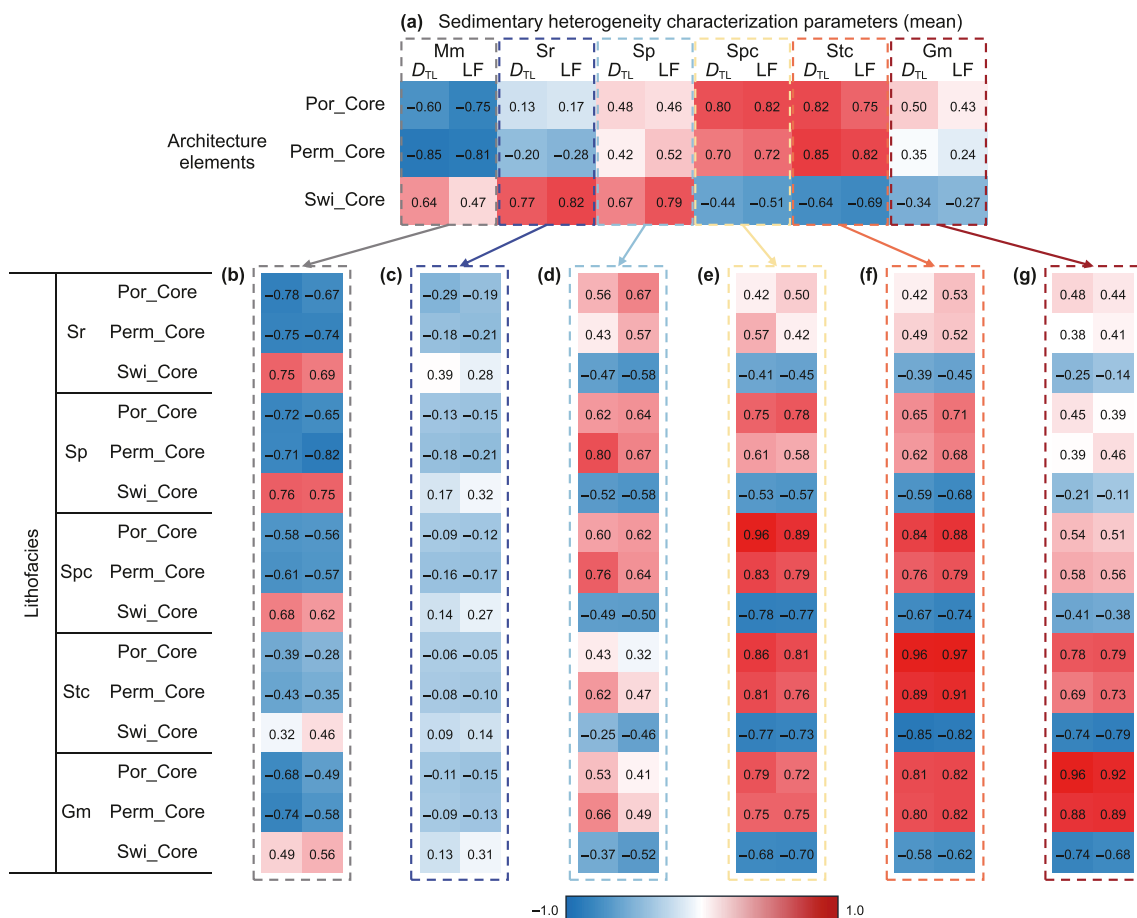 (a) Sedimentary heterogeneity characterization parameters (mean)
Mm Sr Sp Spc Stc Gm
DTL LF DTL LF DTL LF DTL LF DTL LF DTL LF
Architecture elements
Por_Core −0.60 −0.75 0.13 0.17 0.48 0.46 0.80 0.82 0.82 0.75 0.50 0.43
Perm_Core −0.85 −0.81 −0.20 −0.28 0.42 0.52 0.70 0.72 0.85 0.82 0.35 0.24
Swi_Core 0.64 0.47 0.77 0.82 0.67 0.79 −0.44 −0.51 −0.64 −0.69 −0.34 −0.27
(b) (c) (d) (e) (f) (g)
Lithofacies
Sr
Por_Core −0.78 −0.67 −0.29 −0.19 0.56 0.67 0.42 0.50 0.42 0.53 0.48 0.44
Perm_Core −0.75 −0.74 −0.18 −0.21 0.43 0.57 0.57 0.42 0.49 0.52 0.38 0.41
Swi_Core 0.75 0.69 0.39 0.28 −0.47 −0.58 −0.41 −0.45 −0.39 −0.45 −0.25 −0.14
Sp
Por_Core −0.72 −0.65 −0.13 −0.15 0.62 0.64 0.75 0.78 0.65 0.71 0.45 0.39
Perm_Core −0.71 −0.82 −0.18 −0.21 0.80 0.67 0.61 0.58 0.62 0.68 0.39 0.46
Swi_Core 0.76 0.75 0.17 0.32 −0.52 −0.58 −0.53 −0.57 −0.59 −0.68 −0.21 −0.11
Spc
Por_Core −0.58 −0.56 −0.09 −0.12 0.60 0.62 0.96 0.89 0.84 0.88 0.54 0.51
Perm_Core −0.61 −0.57 −0.16 −0.17 0.76 0.64 0.83 0.79 0.76 0.79 0.58 0.56
Swi_Core 0.68 0.62 0.14 0.27 −0.49 −0.50 −0.78 −0.77 −0.67 −0.74 −0.41 −0.38
Stc
Por_Core −0.39 −0.28 −0.06 −0.05 0.43 0.32 0.86 0.81 0.96 0.97 0.78 0.79
Perm_Core −0.43 −0.35 −0.08 −0.10 0.62 0.47 0.81 0.76 0.89 0.91 0.69 0.73
Swi_Core 0.32 0.46 0.09 0.14 −0.25 −0.46 −0.77 −0.73 −0.85 −0.82 −0.74 −0.79
Gm
Por_Core −0.68 −0.49 −0.11 −0.15 0.53 0.41 0.79 0.72 0.81 0.82 0.96 0.92
Perm_Core −0.74 −0.58 −0.09 −0.13 0.66 0.49 0.75 0.75 0.80 0.82 0.88 0.89
Swi_Core 0.49 0.56 0.13 0.31 −0.37 −0.52 −0.68 −0.70 −0.58 −0.62 −0.74 −0.68
−1.0 1.0